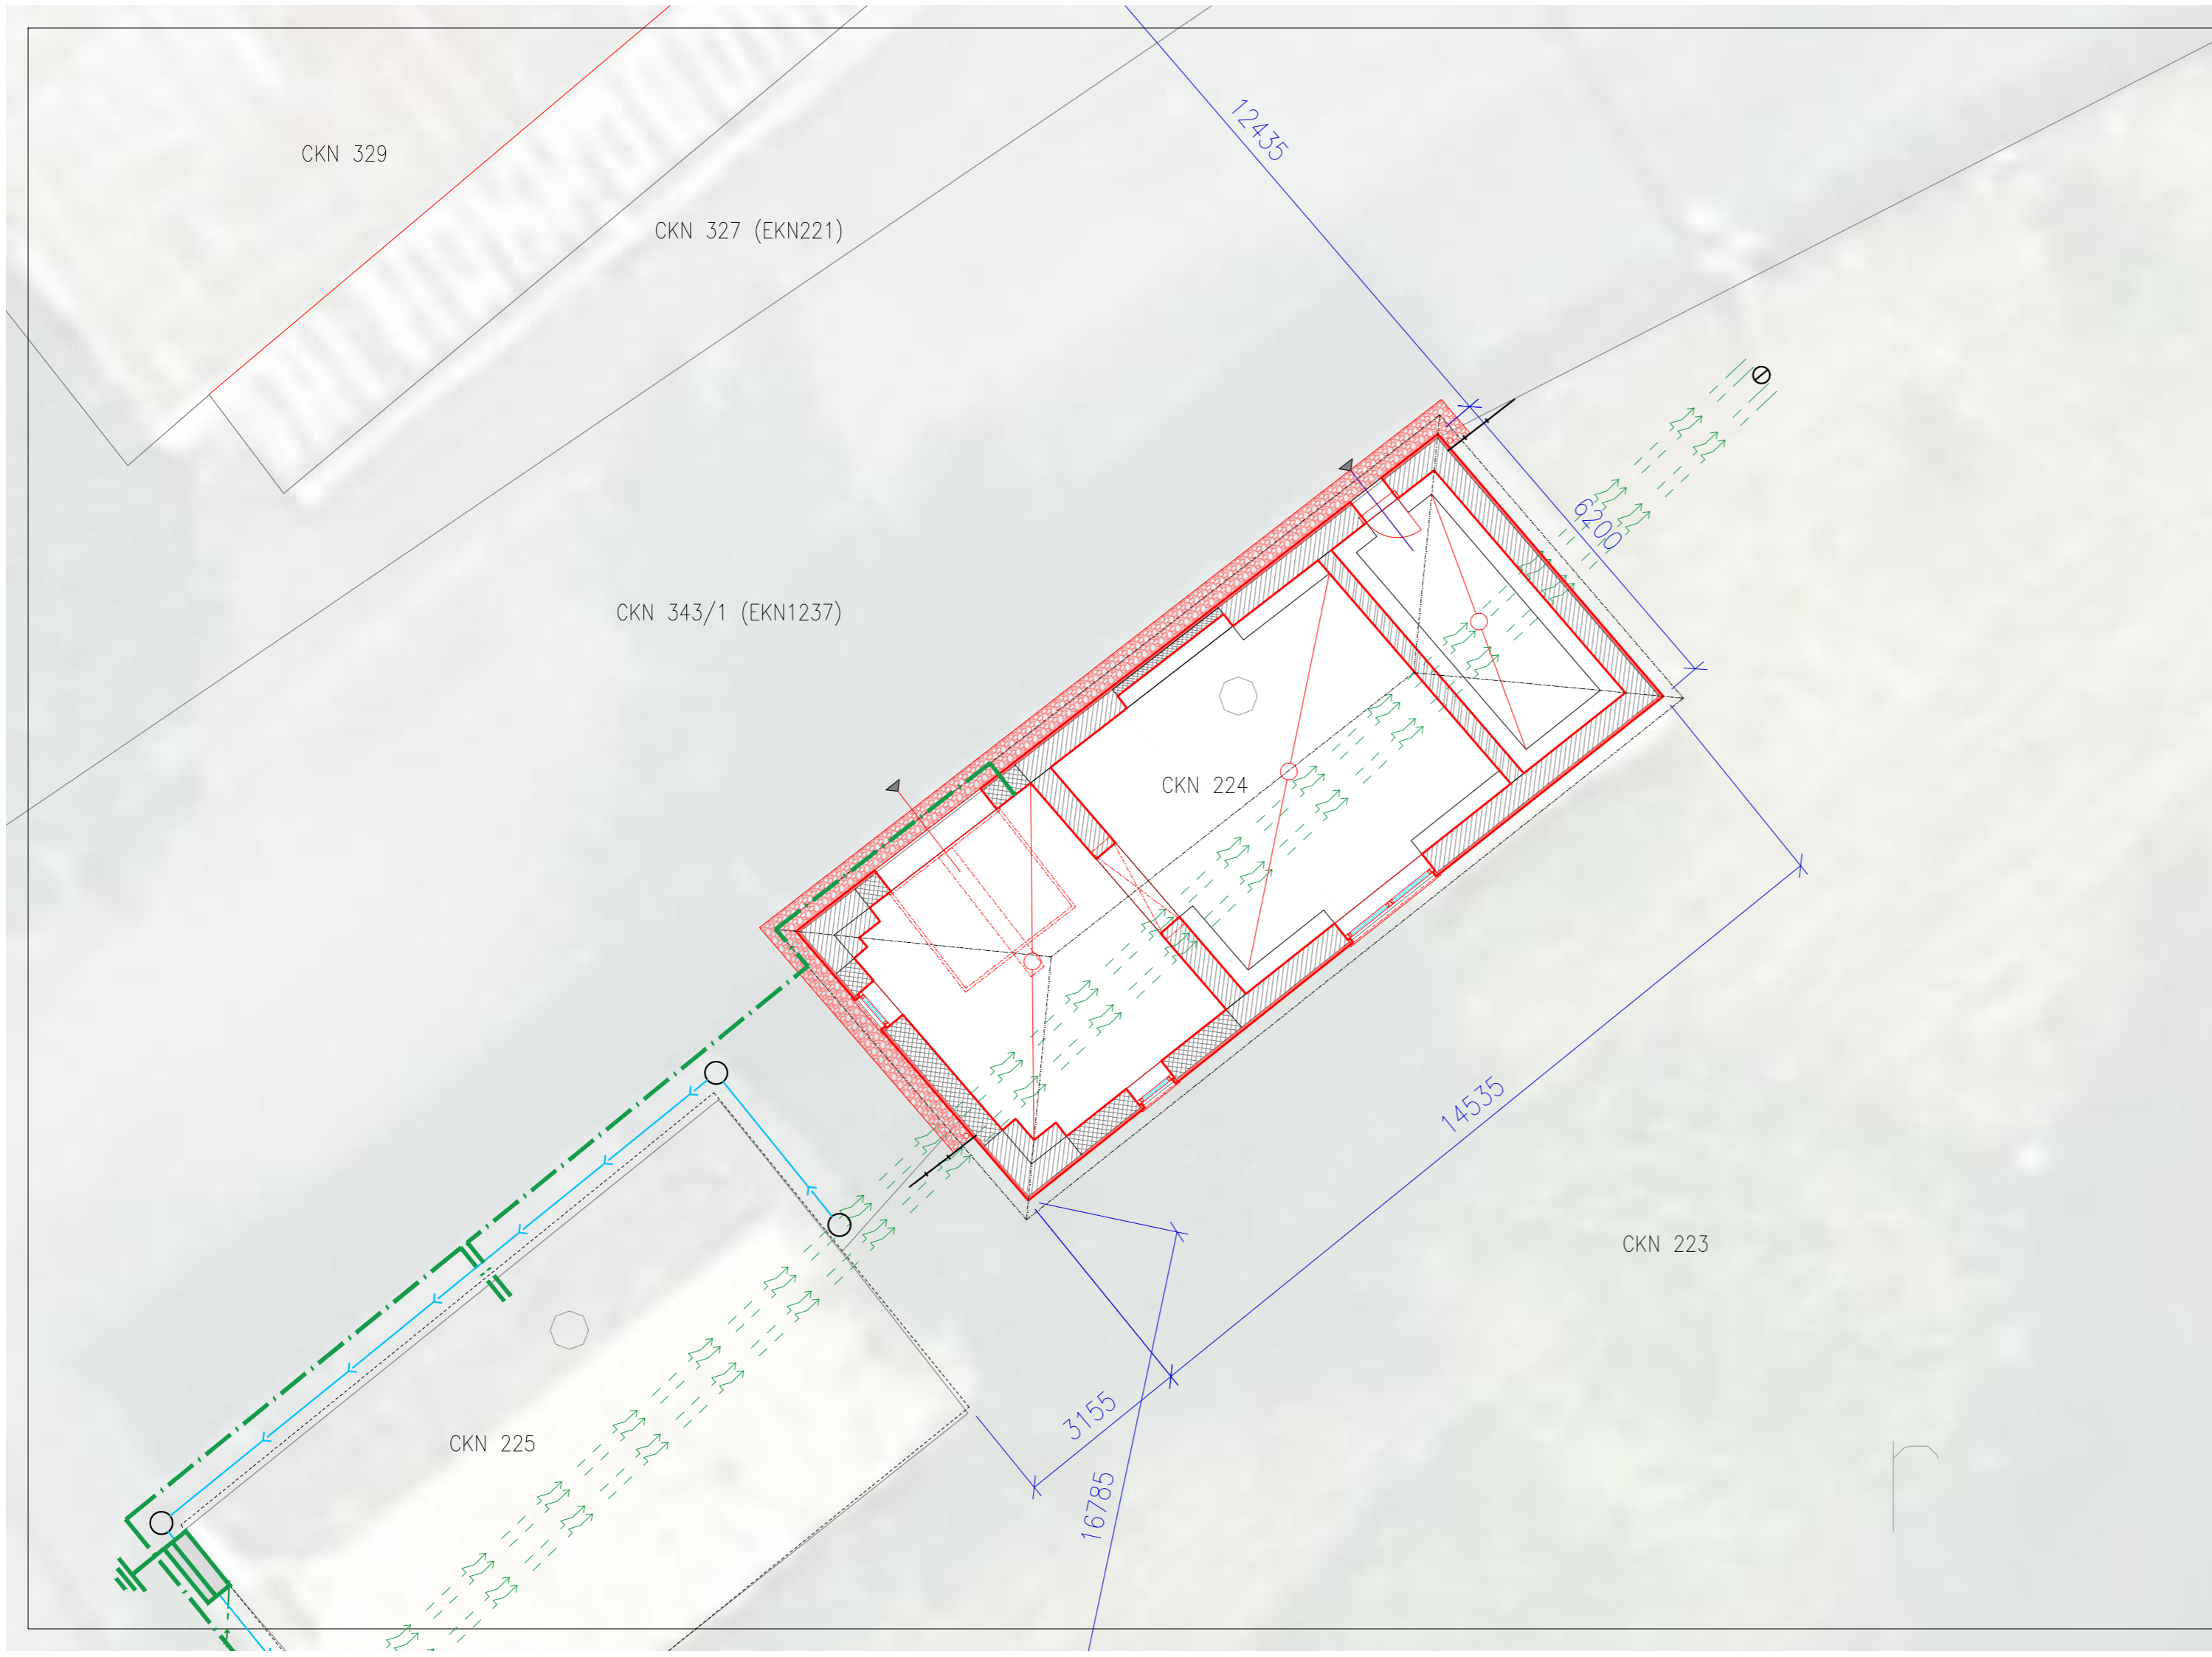 12435
CKN 329
CKN 327 (EKN221)
6200
CKN 343/1 (EKN1237)
CKN 224
14535
CKN 223
3155
CKN 225
16785